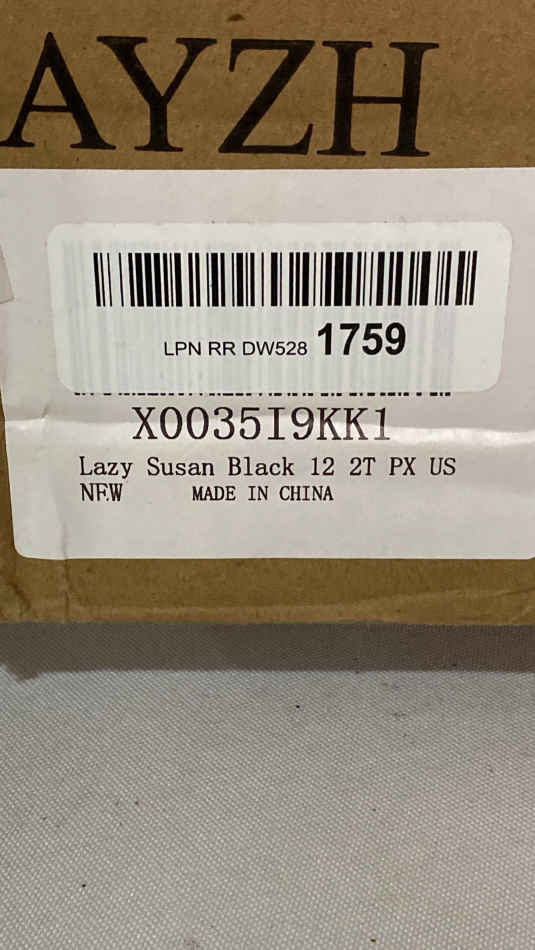 AYZH
LPN RR DW528 1759
X0035I9KK1
Lazy Susan Black 12 2T PX US
NEW MADE IN CHINA